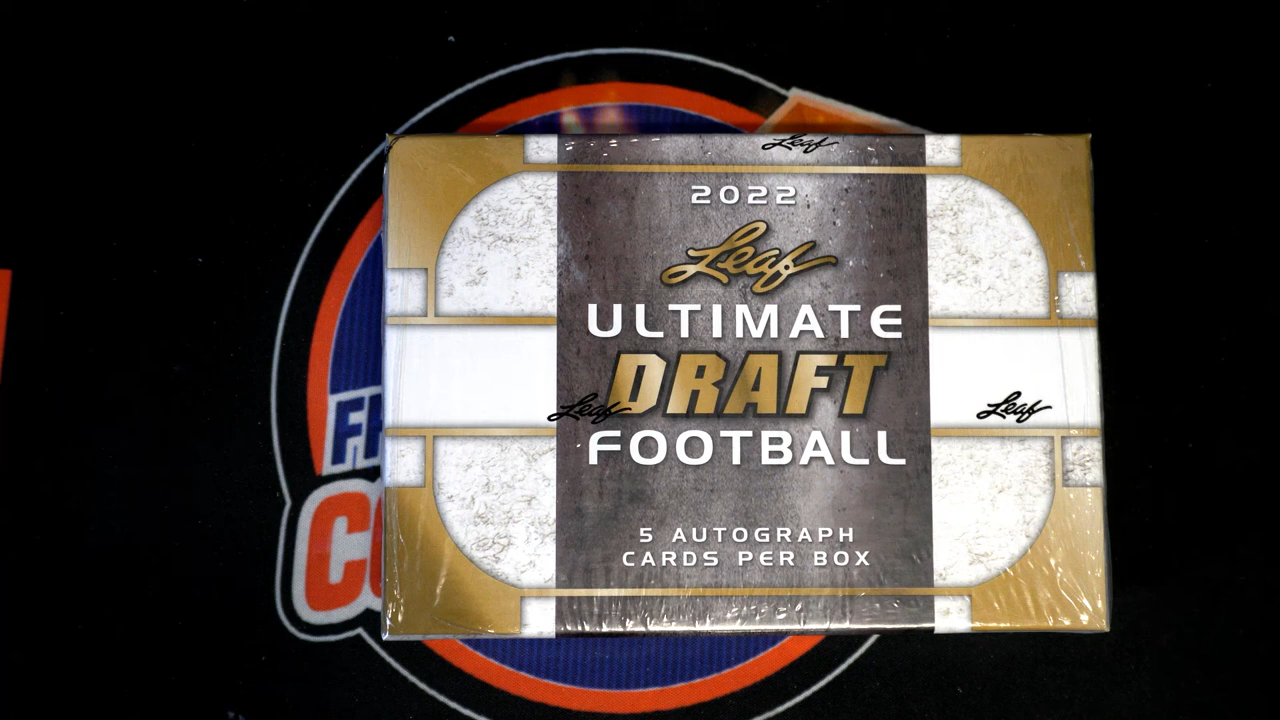 Leaf
2022
Leaf
ULTIMATE
DRAFT
Leaf
Leaf
FOOTBALL
5 AUTOGRAPH
CARDS PER BOX